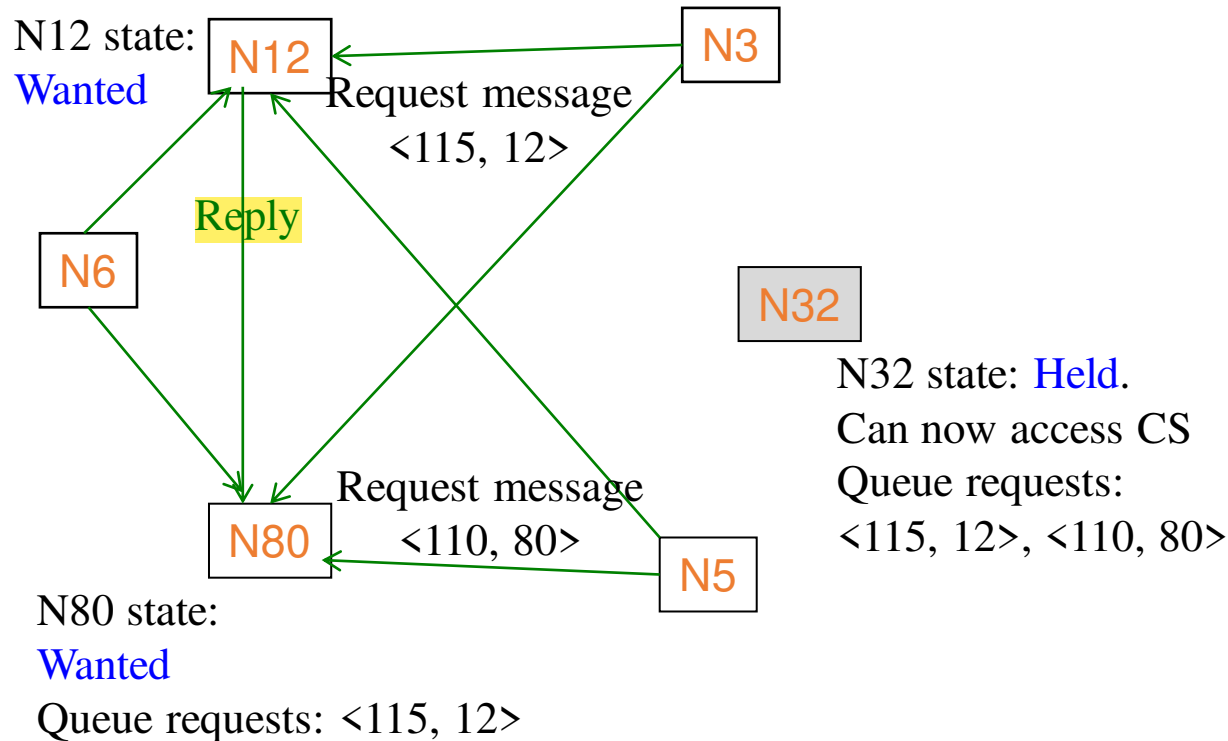 N12 state:
Wanted
N12
N3
Request message
<115, 12>
Reply
N6
N32
N32 state: Held.
Can now access CS
Queue requests:
<115, 12>, <110, 80>
Request message
<110, 80>
N80
N5
N80 state:
Wanted
Queue requests: <115, 12>